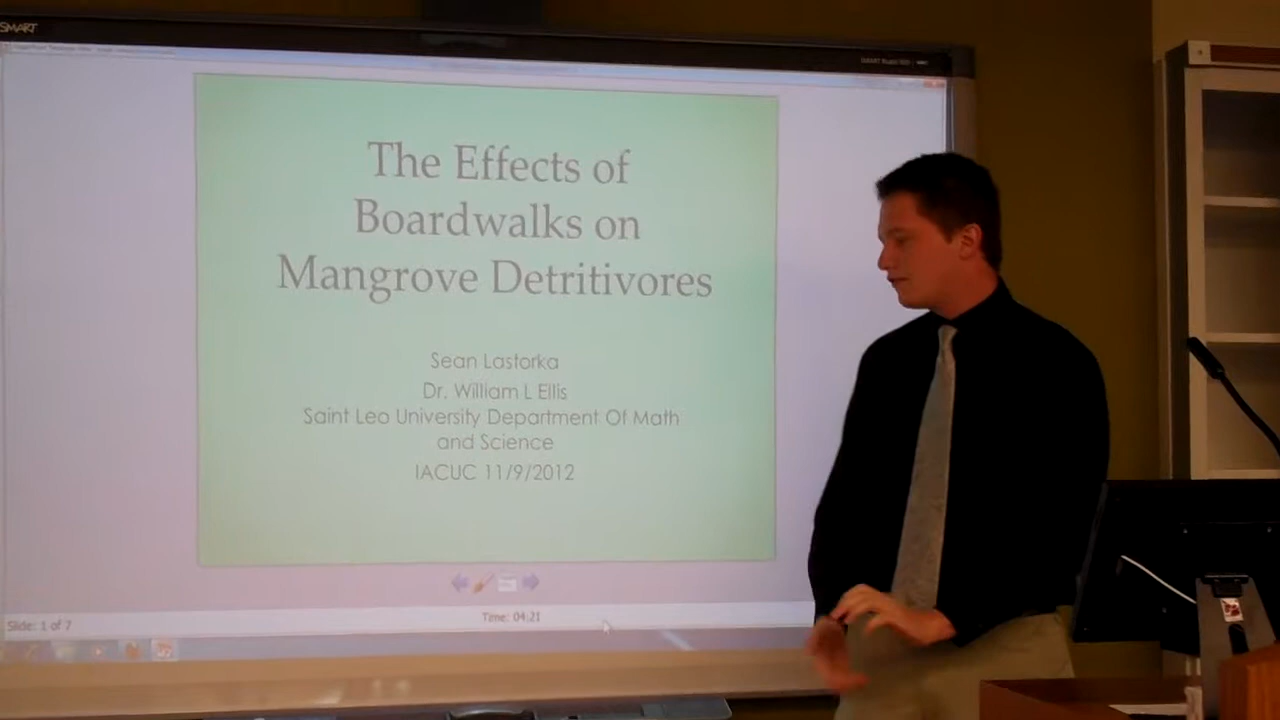 SMART
The Effects of
Boardwalks on
Mangrove Detritivores
Sean Lastorka
Dr. William L Ellis
Saint Leo University Department Of Math
and Science
IACUC 11/9/2012
Time: 04:21
Slide: 1 of 7